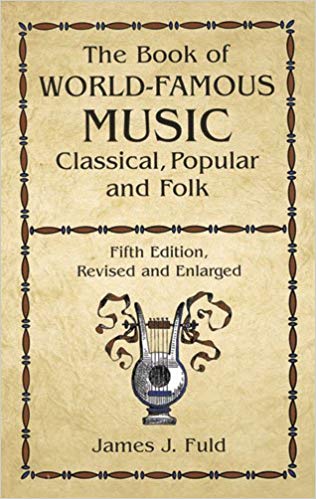 The Book of
WORLD-FAMOUS
MUSIC
Classical, Popular
and Folk
Fifth Edition,
Revised and Enlarged
James J. Fuld